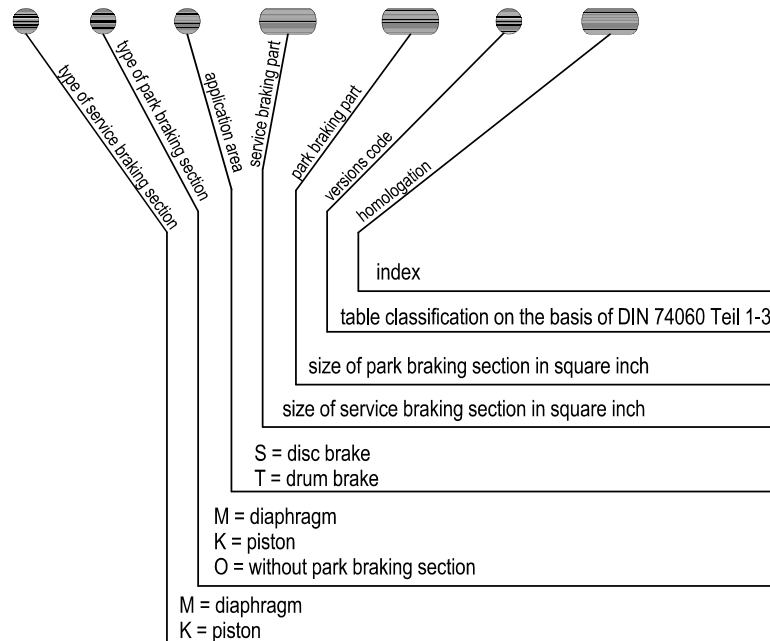 type of service braking section
type of park braking section
application area
service braking part
park braking part
versions code
homologation
index
table classification on the basis of DIN 74060 Teil 1-3
size of park braking section in square inch
size of service braking section in square inch
S = disc brake
T = drum brake
M = diaphragm
K = piston
O = without park braking section
M = diaphragm
K = piston